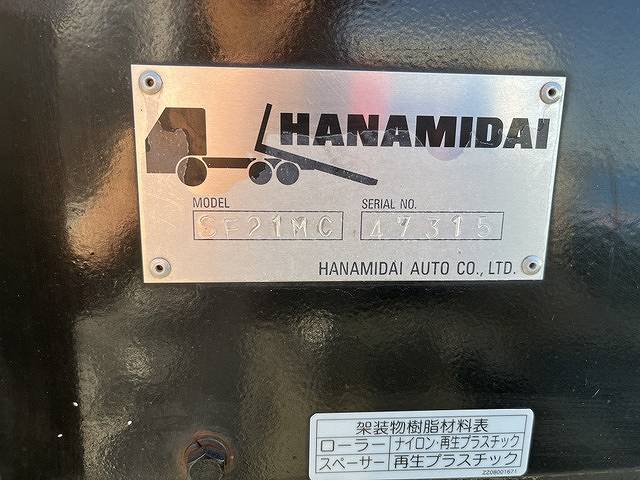 HANAMIDAI
MODEL
SF21MC
SERIAL NO.
47315
HANAMIDAI AUTO CO., LTD.
架装物樹脂材料表
ローラー ナイロン・再生プラスチック
スペーサー 再生プラスチック
ZZ08001671